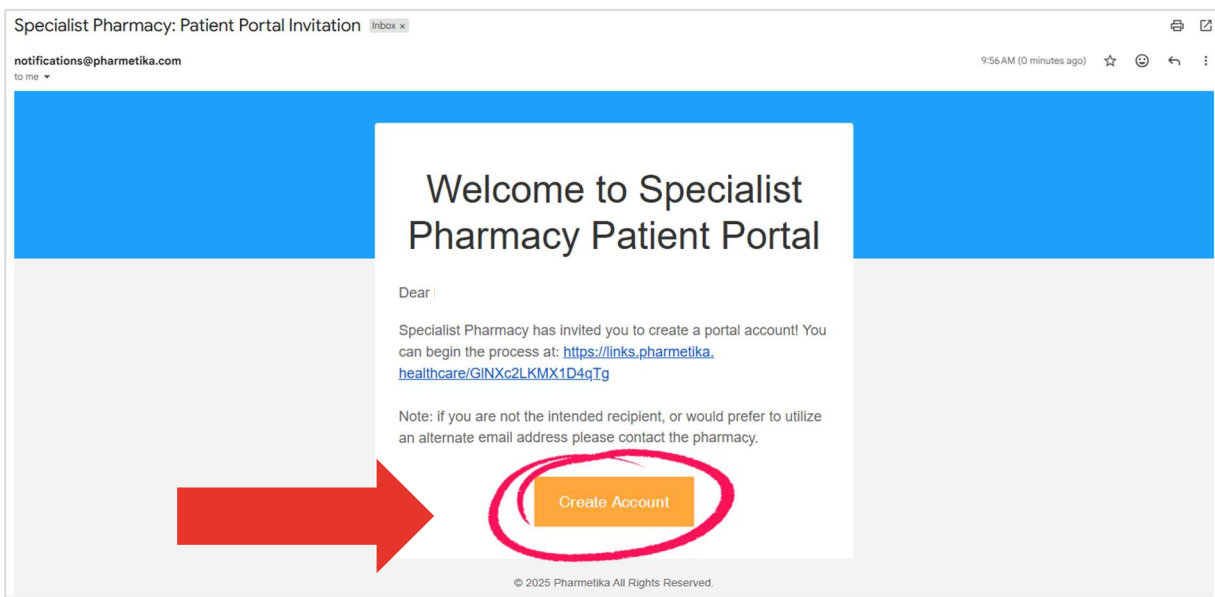 Specialist Pharmacy: Patient Portal Invitation Inbox x
notifications@pharmetika.com
9:56 AM (0 minutes ago)
to me
Welcome to Specialist
Pharmacy Patient Portal
Dear
Specialist Pharmacy has invited you to create a portal account! You
can begin the process at: https://links.pharmetika.
healthcare/GlNXc2LKMX1D4qTg
Note: if you are not the intended recipient, or would prefer to utilize
an alternate email address please contact the pharmacy.
Create Account
© 2025 Pharmetika All Rights Reserved.